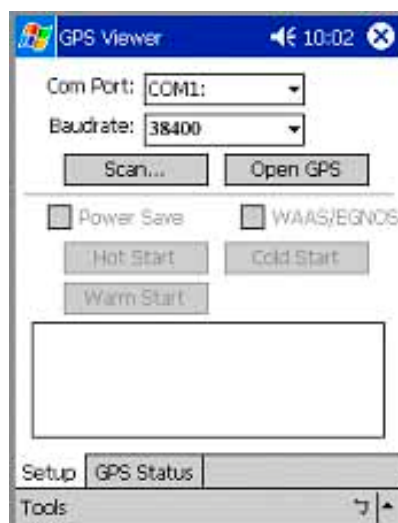 GPS Viewer 10:02
Com Port: COM1:
Baudrate: 38400
Scan... Open GPS
Power Save WAAS/EGNOS
Hot Start Cold Start
Warm Start
Setup GPS Status
Tools